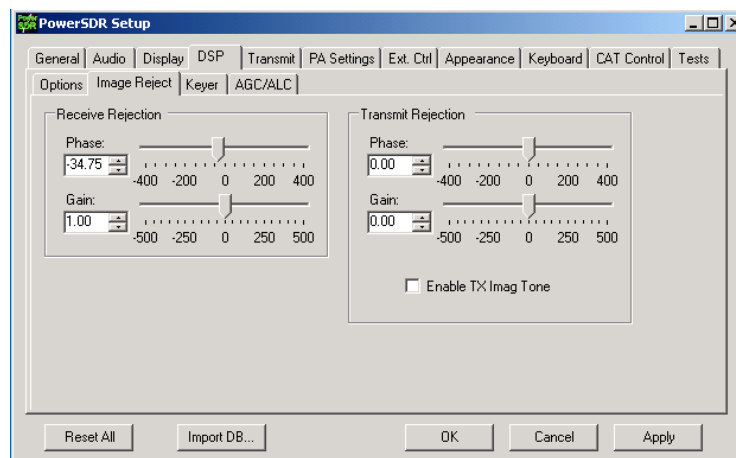 Power SDR PowerSDR Setup
General Audio Display DSP Transmit PA Settings Ext. Ctrl Appearance Keyboard CAT Control Tests
Options Image Reject Keyer AGC/ALC
Receive Rejection
Phase:
-34.75
-400 -200 0 200 400
Gain:
1.00
-500 -250 0 250 500
Transmit Rejection
Phase:
0.00
-400 -200 0 200 400
Gain:
0.00
-500 -250 0 250 500
Enable TX Imag Tone
Reset All Import DB... OK Cancel Apply